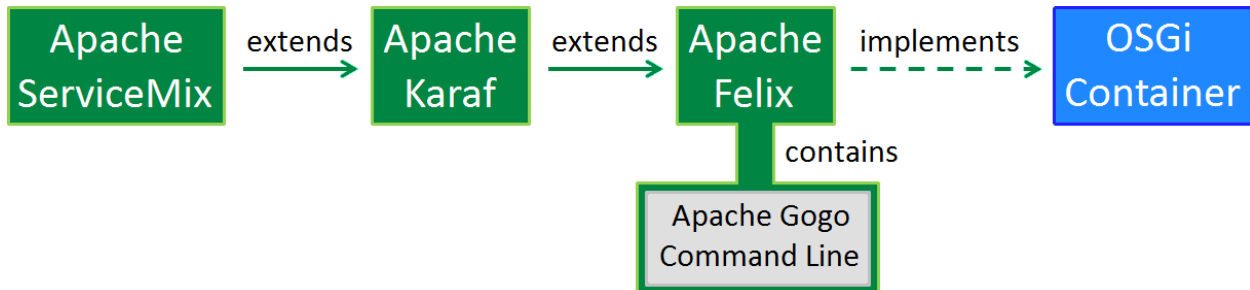 Apache
ServiceMix
extends
Apache
Karaf
extends
Apache
Felix
implements
OSGi
Container
contains
Apache Gogo
Command Line